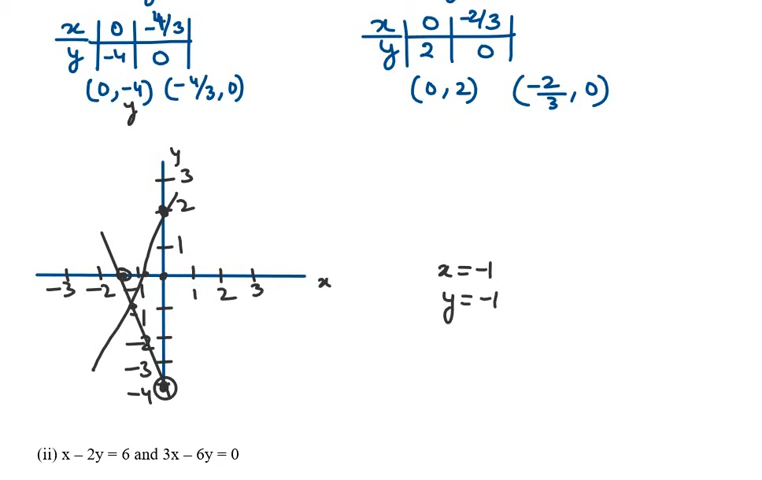 x | 0 | -4/3 |
y | -4 | 0 |
(0, -4) (-4/3, 0)
y
x | 0 | -2/3 |
y | 2 | 0 |
(0, 2) (-2/3, 0)
y
3
2
1
-3 -2 -1 1 2 3 x
-1
-2
-3
-4
x = -1
y = -1
(ii) x – 2y = 6 and 3x – 6y = 0